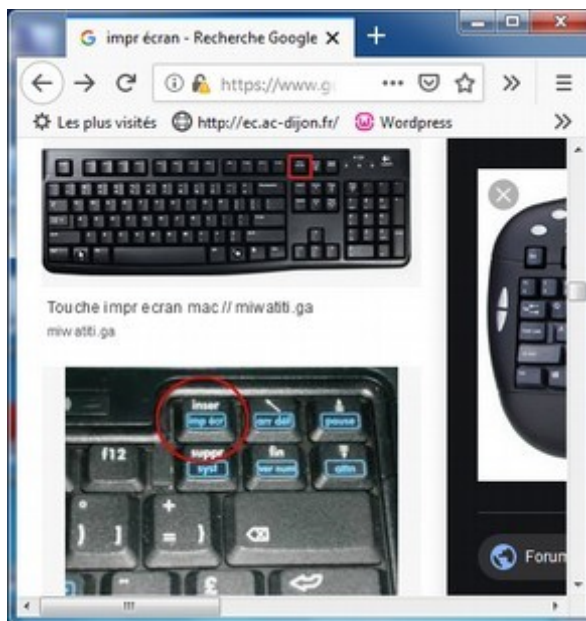 impr écran - Recherche Google
https://www.g
Les plus visités http://ec.ac-dijon.fr/ Wordpress
Touche impr ecran mac // miwatiti.ga
miwatiti.ga
inser
imp écr arr déf pause
f12 suppr fin
syst ver num attn
° +
) ] = }
¨ £
Forum